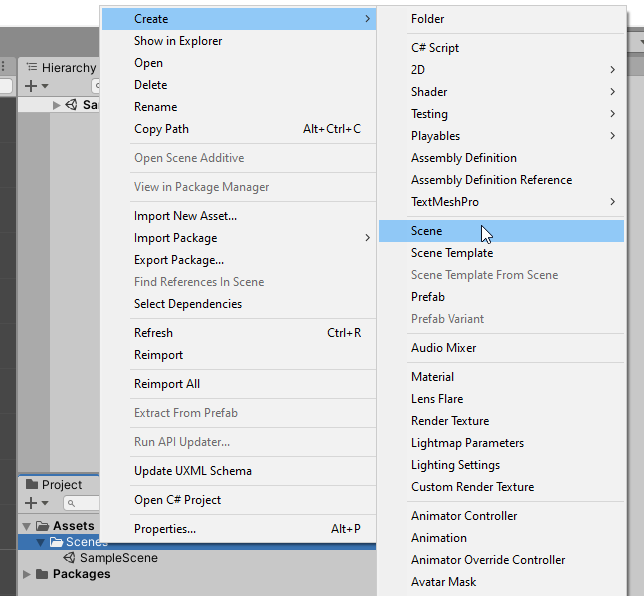 Create
Show in Explorer
Open
Delete
Rename
Copy Path Alt+Ctrl+C
Open Scene Additive
View in Package Manager
Import New Asset...
Import Package
Export Package...
Find References In Scene
Select Dependencies
Refresh Ctrl+R
Reimport
Reimport All
Extract From Prefab
Run API Updater...
Update UXML Schema
Open C# Project
Properties... Alt+P
Folder
C# Script
2D
Shader
Testing
Playables
Assembly Definition
Assembly Definition Reference
TextMeshPro
Scene
Scene Template
Scene Template From Scene
Prefab
Prefab Variant
Audio Mixer
Material
Lens Flare
Render Texture
Lightmap Parameters
Lighting Settings
Custom Render Texture
Animator Controller
Animation
Animator Override Controller
Avatar Mask
Hierarchy
Sa
Project
Assets
Scenes
SampleScene
Packages